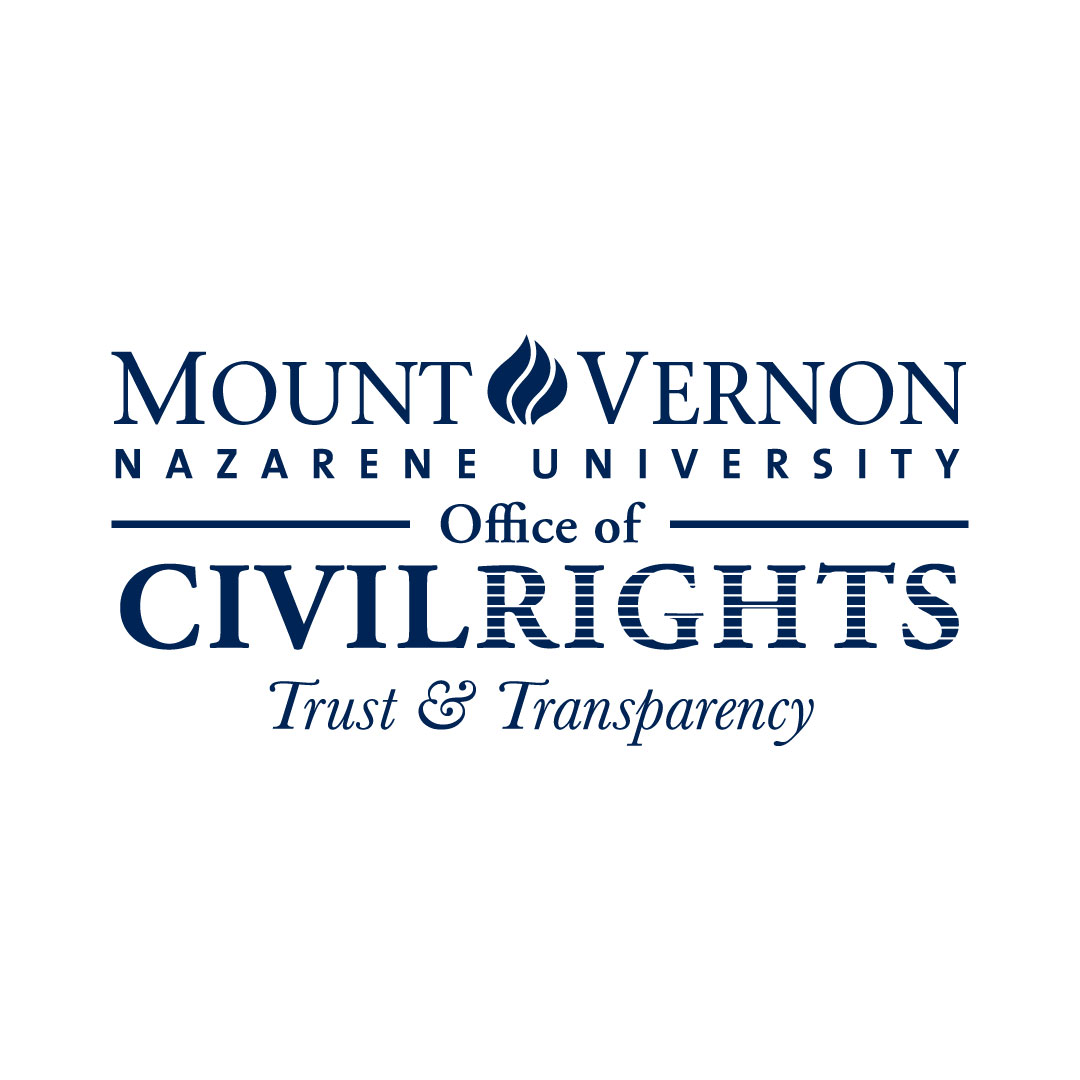 MOUNT VERNON
NAZARENE UNIVERSITY
Office of
CIVILRIGHTS
Trust & Transparency